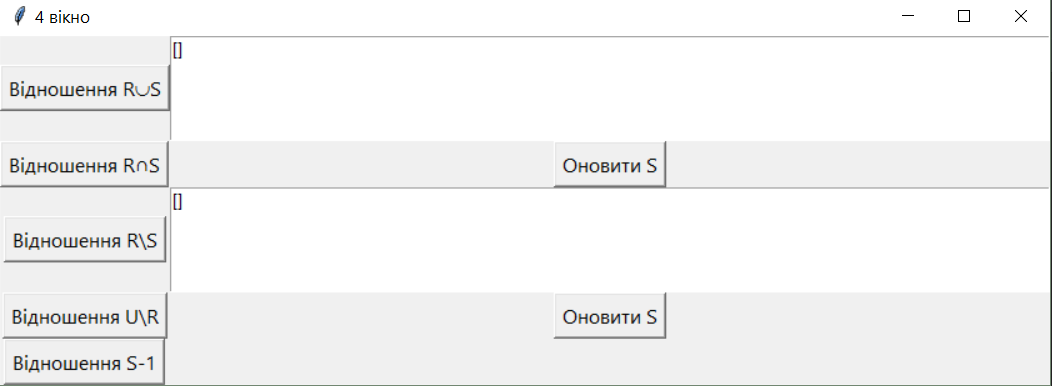 4 вікно
[]
Відношення R∪S
Відношення R∩S
Оновити S
[]
Відношення R\S
Відношення U\R
Оновити S
Відношення S-1